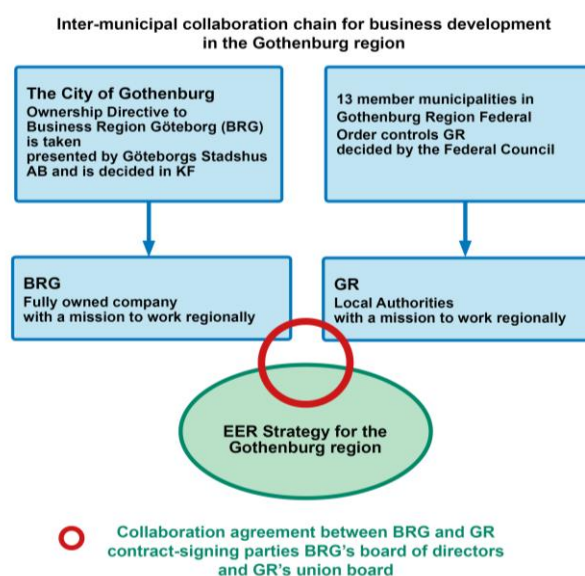 Inter-municipal collaboration chain for business development
in the Gothenburg region
The City of Gothenburg
Ownership Directive to
Business Region Göteborg (BRG)
is taken
presented by Göteborgs Stadshus
AB and is decided in KF
13 member municipalities in
Gothenburg Region Federal
Order controls GR
decided by the Federal Council
BRG
Fully owned company
with a mission to work regionally
GR
Local Authorities
with a mission to work regionally
EER Strategy for the
Gothenburg region
Collaboration agreement between BRG and GR
contract-signing parties BRG's board of directors
and GR's union board